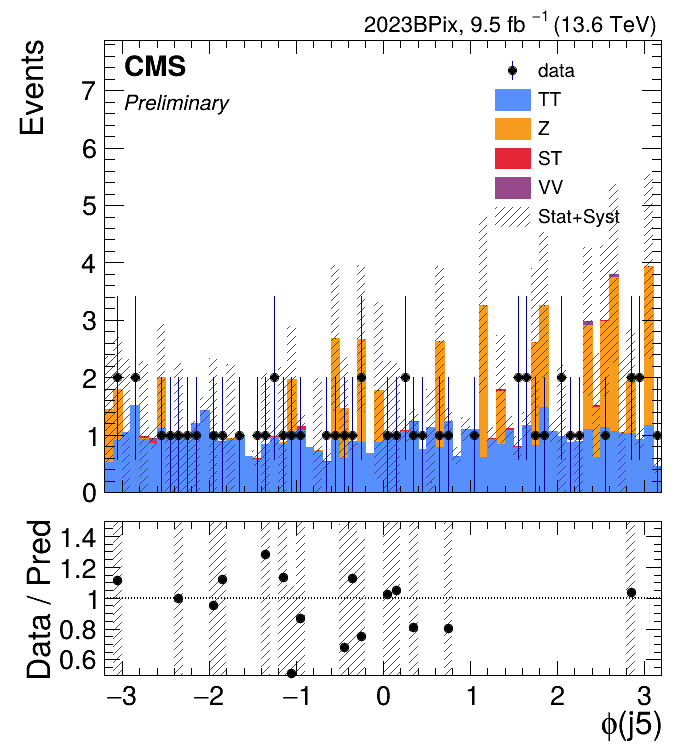 2023BPix, 9.5 fb⁻¹ (13.6 TeV)
CMS
Preliminary
data
TT
Z
ST
VV
Stat+Syst
Events
7
6
5
4
3
2
1
0
Data / Pred
1.4
1.2
1
0.8
0.6
−3 −2 −1 0 1 2 3
ϕ(j5)